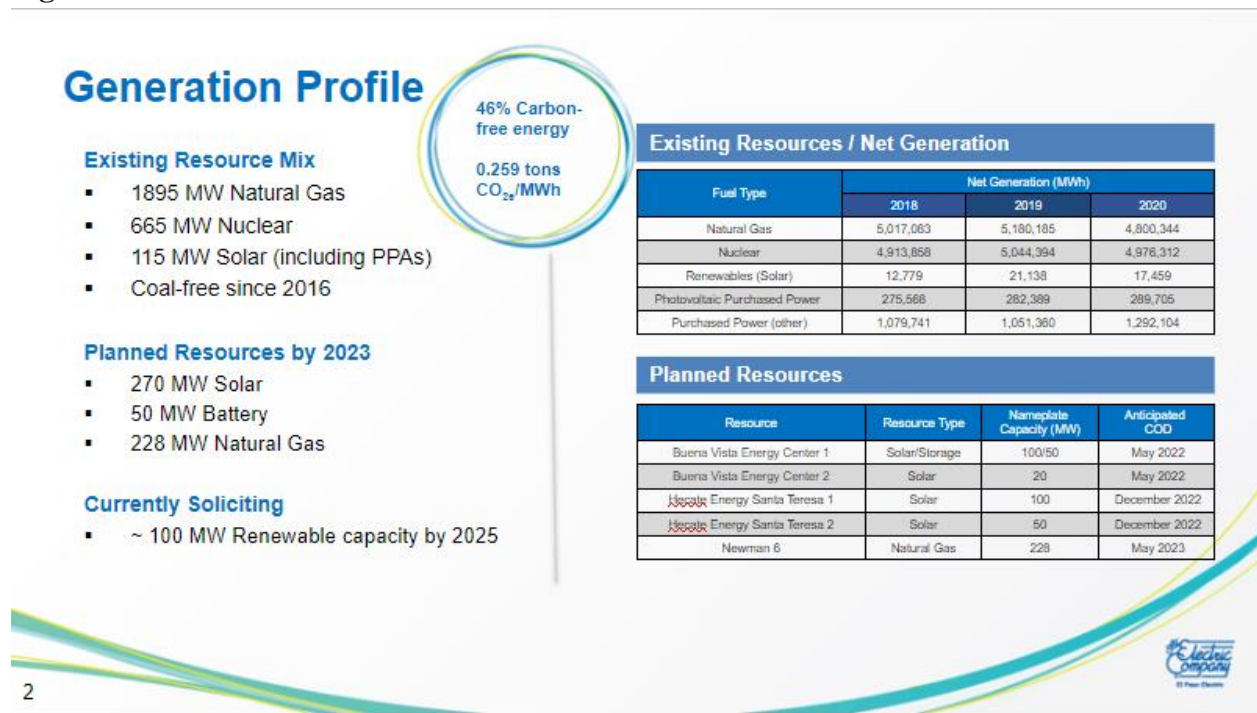 Generation Profile
46% Carbon-
free energy
0.259 tons
CO2e/MWh
Existing Resource Mix
▪ 1895 MW Natural Gas
▪ 665 MW Nuclear
▪ 115 MW Solar (including PPAs)
▪ Coal-free since 2016
Planned Resources by 2023
▪ 270 MW Solar
▪ 50 MW Battery
▪ 228 MW Natural Gas
Currently Soliciting
▪ ~ 100 MW Renewable capacity by 2025
Existing Resources / Net Generation
Fuel Type Net Generation (MWh)
2018 2019 2020
Natural Gas 5,017,063 5,180,185 4,800,344
Nuclear 4,913,858 5,044,394 4,976,312
Renewables (Solar) 12,779 21,138 17,459
Photovoltaic Purchased Power 275,568 282,389 289,705
Purchased Power (other) 1,079,741 1,051,360 1,292,104
Planned Resources
Resource Resource Type Nameplate Capacity (MW) Anticipated COD
Buena Vista Energy Center 1 Solar/Storage 100/50 May 2022
Buena Vista Energy Center 2 Solar 20 May 2022
Hecate Energy Santa Teresa 1 Solar 100 December 2022
Hecate Energy Santa Teresa 2 Solar 50 December 2022
Newman 6 Natural Gas 228 May 2023
The Electric
Company
El Paso Electric
2